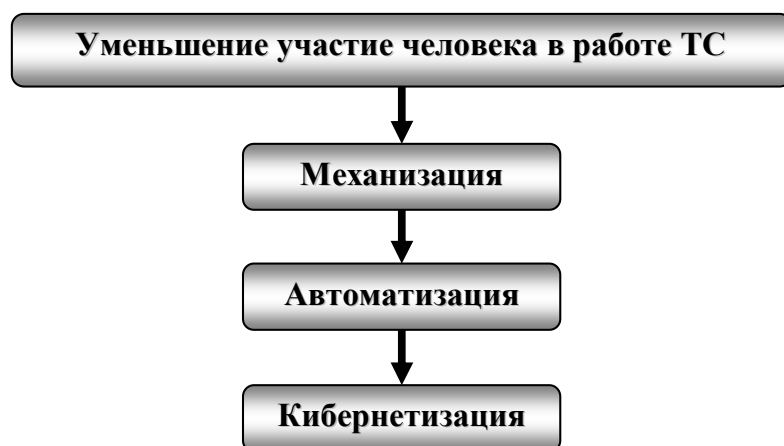 Уменьшение участие человека в работе ТС
Механизация
Автоматизация
Кибернетизация